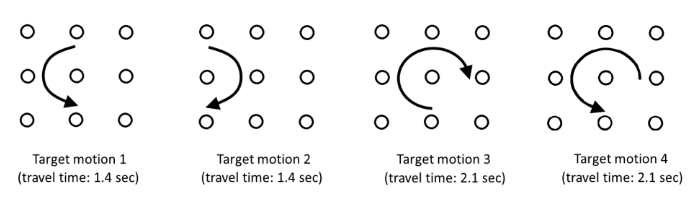 Target motion 1
(travel time: 1.4 sec)
Target motion 2
(travel time: 1.4 sec)
Target motion 3
(travel time: 2.1 sec)
Target motion 4
(travel time: 2.1 sec)